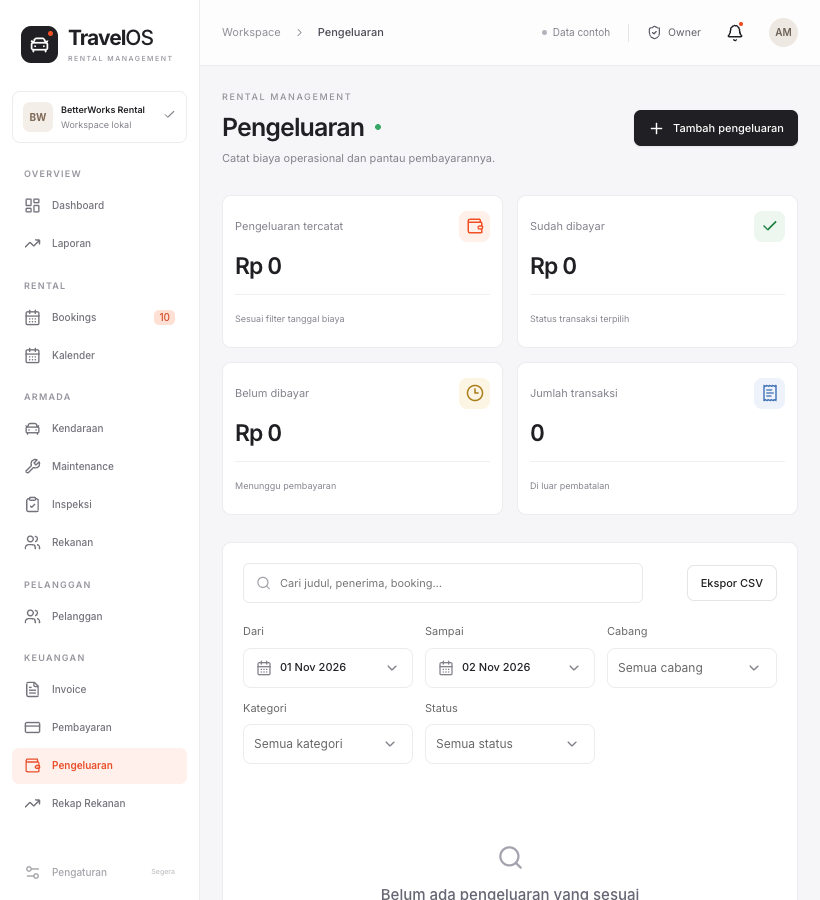 TravelOS
RENTAL MANAGEMENT
BW
BetterWorks Rental
Workspace lokal
OVERVIEW
Dashboard
Laporan
RENTAL
Bookings 10
Kalender
ARMADA
Kendaraan
Maintenance
Inspeksi
Rekanan
PELANGGAN
Pelanggan
KEUANGAN
Invoice
Pembayaran
Pengeluaran
Rekap Rekanan
Pengaturan Segera
Workspace Pengeluaran Data contoh Owner AM
RENTAL MANAGEMENT
Pengeluaran
Catat biaya operasional dan pantau pembayarannya.
Tambah pengeluaran
Pengeluaran tercatat
Rp 0
Sesuai filter tanggal biaya
Sudah dibayar
Rp 0
Status transaksi terpilih
Belum dibayar
Rp 0
Menunggu pembayaran
Jumlah transaksi
0
Di luar pembatalan
Cari judul, penerima, booking...
Ekspor CSV
Dari Sampai Cabang
01 Nov 2026 02 Nov 2026 Semua cabang
Kategori Status
Semua kategori Semua status
Belum ada pengeluaran yang sesuai